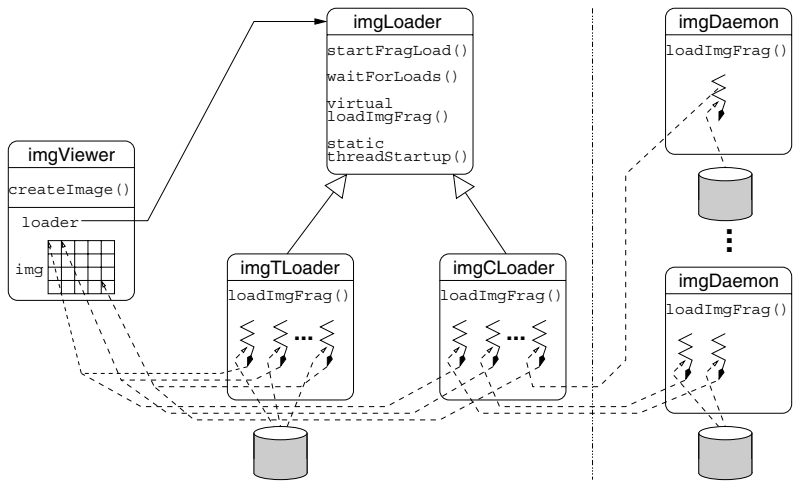 imgLoader
startFragLoad()
waitForLoads()
virtual
loadImgFrag()
static
threadStartup()
imgViewer
createImage()
loader
img
imgTLoader
loadImgFrag()
...
imgCLoader
loadImgFrag()
...
imgDaemon
loadImgFrag()
...
imgDaemon
loadImgFrag()